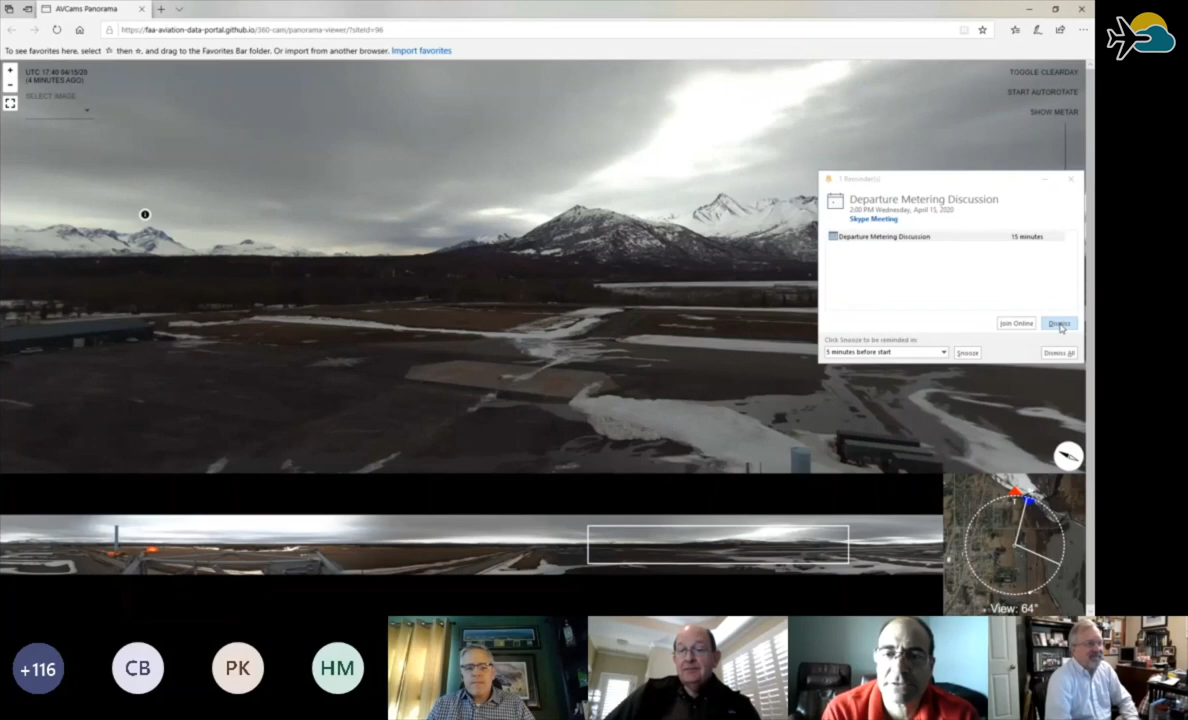 AVCams Panorama
https://faa-aviation-data-portal.github.io/360-cam/panorama-viewer/?siteId=96
To see favorites here, select ☆ then ☆, and drag to the Favorites Bar folder. Or import from another browser. Import favorites
UTC 17:40 04/15/20
(4 MINUTES AGO)
SELECT IMAGE
TOGGLE CLEARDAY
START AUTOROTATE
SHOW METAR
1 Reminder(s)
Departure Metering Discussion
2:00 PM Wednesday, April 15, 2020
Skype Meeting
Departure Metering Discussion 15 minutes
Join Online Dismiss
Click Snooze to be reminded in:
5 minutes before start Snooze Dismiss All
View: 64°
+116 CB PK HM